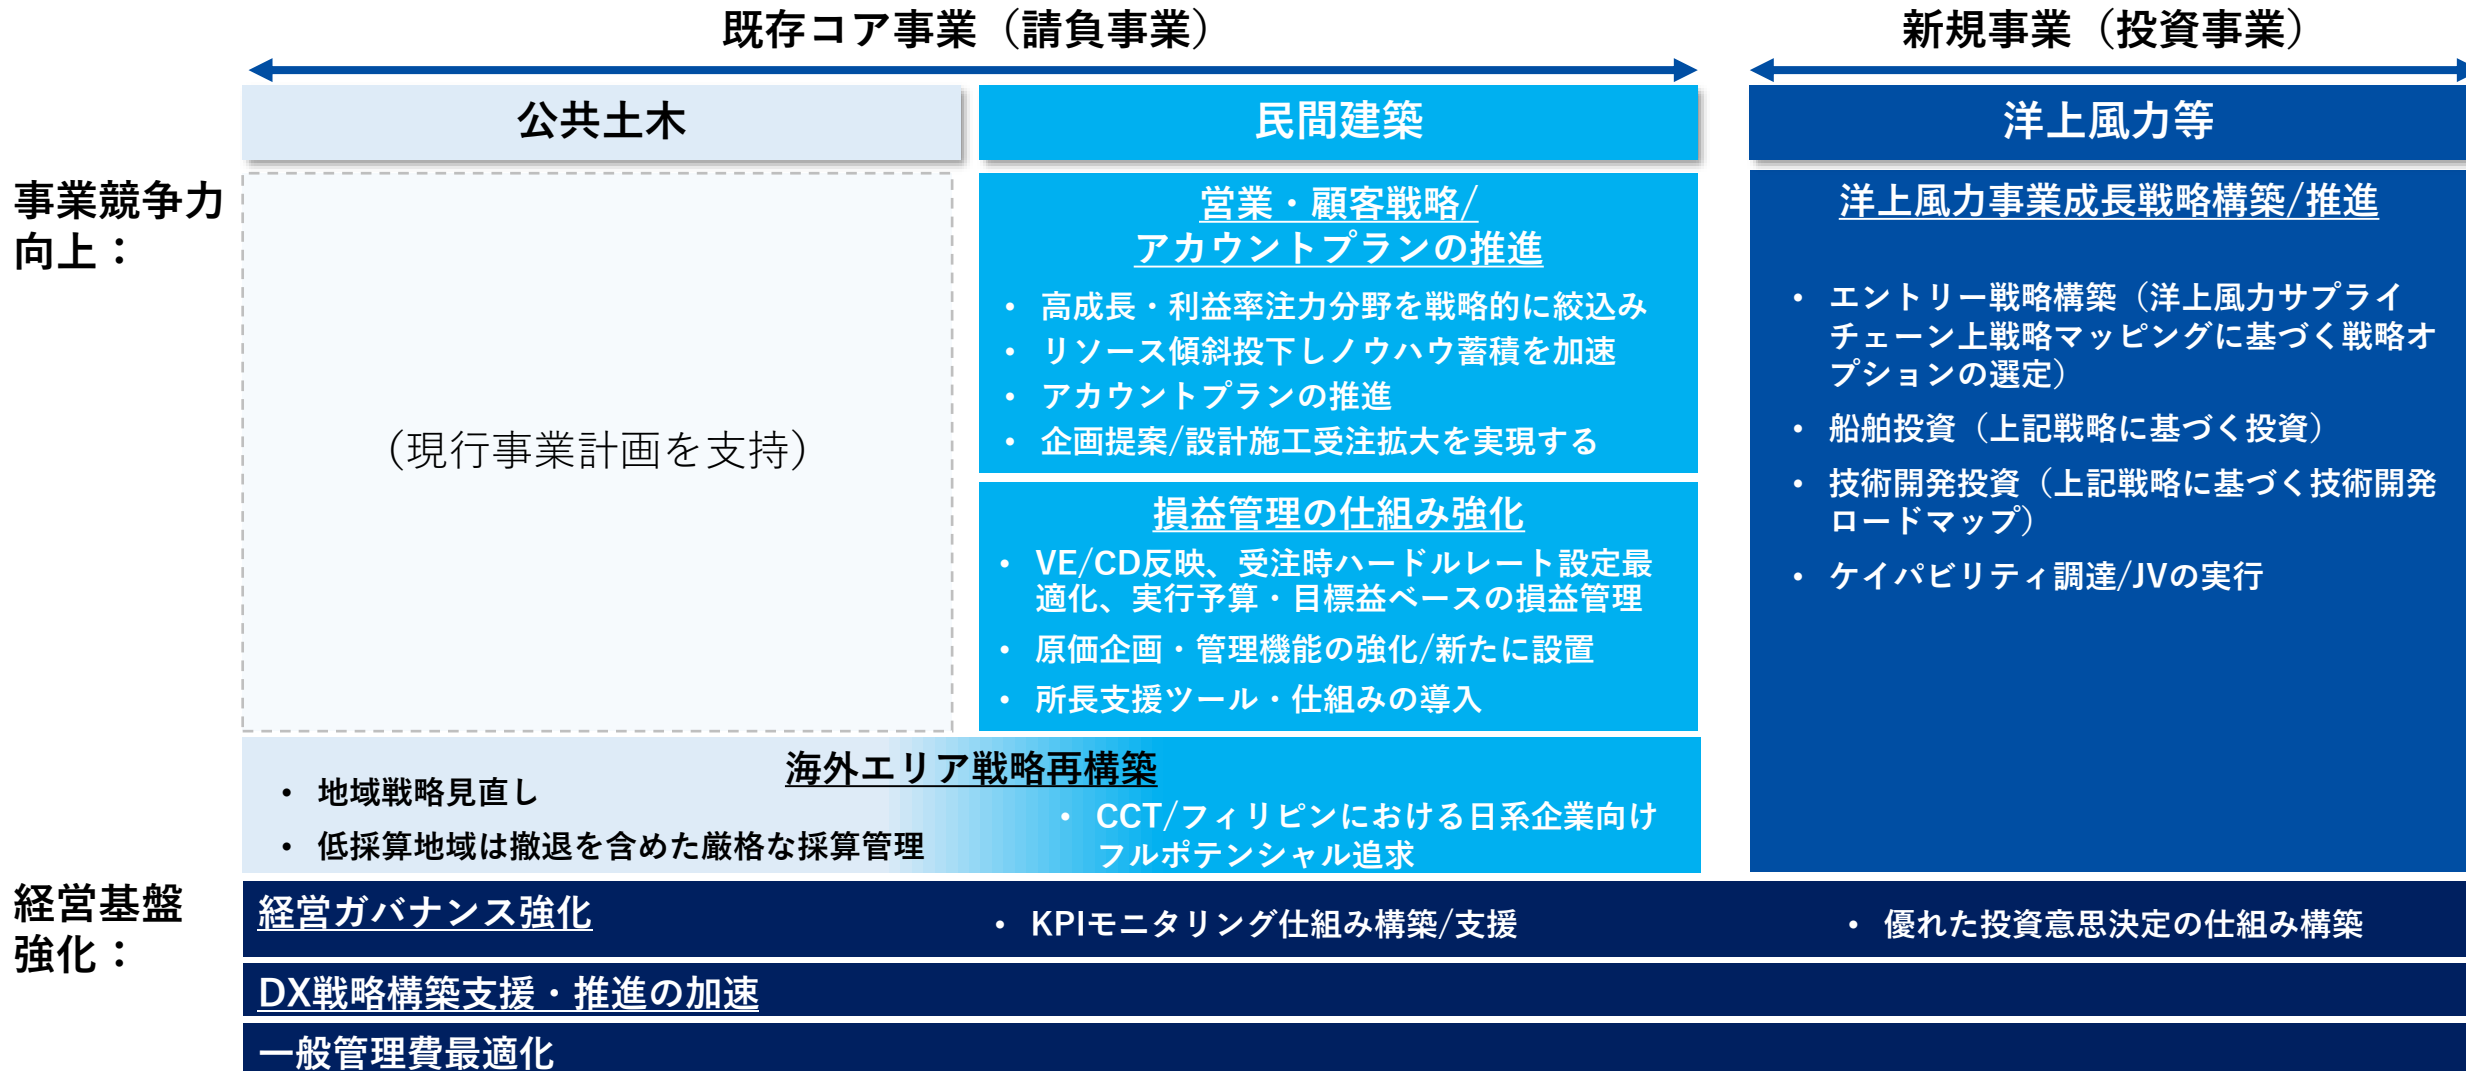 既存コア事業（請負事業）
新規事業（投資事業）
公共土木
民間建築
洋上風力等
事業競争力
向上：
（現行事業計画を支持）
営業・顧客戦略/
アカウントプランの推進
• 高成長・利益率注力分野を戦略的に絞込み
• リソース傾斜投下しノウハウ蓄積を加速
• アカウントプランの推進
• 企画提案/設計施工受注拡大を実現する
損益管理の仕組み強化
• VE/CD反映、受注時ハードルレート設定最
適化、実行予算・目標益ベースの損益管理
• 原価企画・管理機能の強化/新たに設置
• 所長支援ツール・仕組みの導入
洋上風力事業成長戦略構築/推進
• エントリー戦略構築（洋上風力サプライ
チェーン上戦略マッピングに基づく戦略オ
プションの選定）
• 船舶投資（上記戦略に基づく投資）
• 技術開発投資（上記戦略に基づく技術開発
ロードマップ）
• ケイパビリティ調達/JVの実行
海外エリア戦略再構築
• 地域戦略見直し
• 低採算地域は撤退を含めた厳格な採算管理
• CCT/フィリピンにおける日系企業向け
フルポテンシャル追求
経営基盤
強化：
経営ガバナンス強化
• KPIモニタリング仕組み構築/支援
• 優れた投資意思決定の仕組み構築
DX戦略構築支援・推進の加速
一般管理費最適化